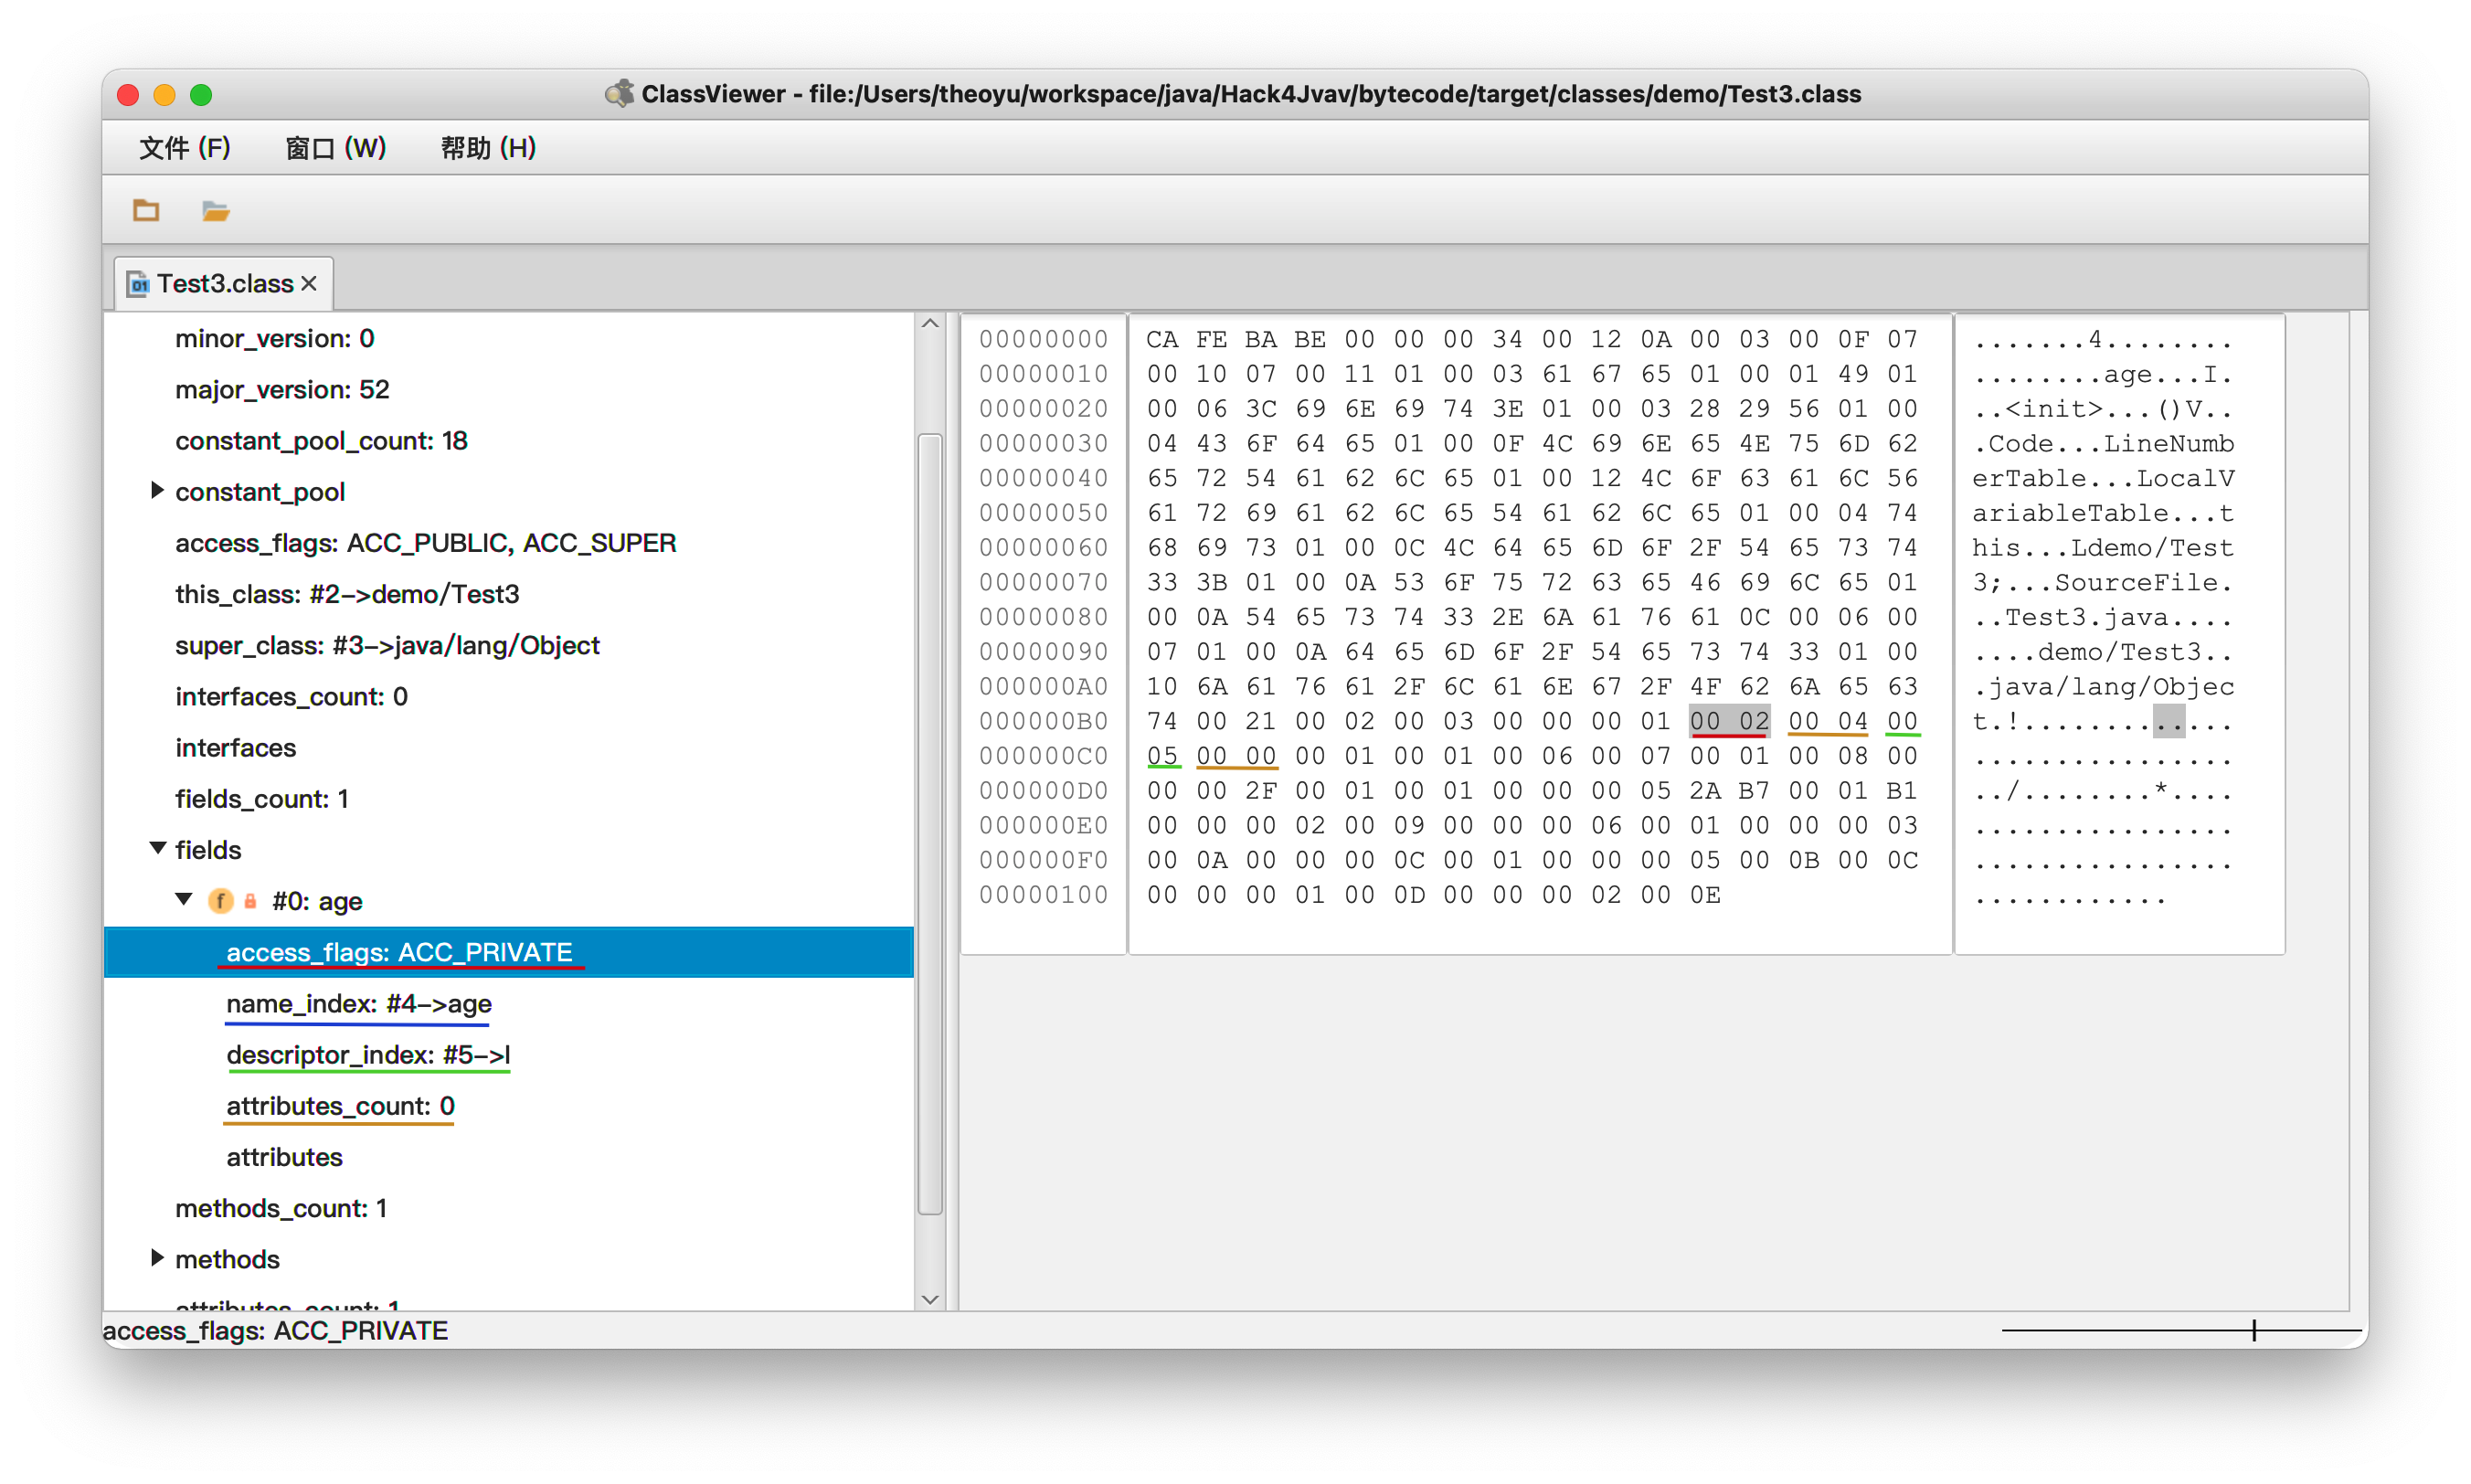 ClassViewer - file:/Users/theoyu/workspace/java/Hack4Jvav/bytecode/target/classes/demo/Test3.class
文件 (F) 窗口 (W) 帮助 (H)
Test3.class
minor_version: 0
major_version: 52
constant_pool_count: 18
constant_pool
access_flags: ACC_PUBLIC, ACC_SUPER
this_class: #2->demo/Test3
super_class: #3->java/lang/Object
interfaces_count: 0
interfaces
fields_count: 1
fields
f #0: age
access_flags: ACC_PRIVATE
name_index: #4->age
descriptor_index: #5->I
attributes_count: 0
attributes
methods_count: 1
methods
attributes_count: 1
00000000 CA FE BA BE 00 00 00 34 00 12 0A 00 03 00 0F 07 .......4........
00000010 00 10 07 00 11 01 00 03 61 67 65 01 00 01 49 01 ........age...I.
00000020 00 06 3C 69 6E 69 74 3E 01 00 03 28 29 56 01 00 ..<init>...()V..
00000030 04 43 6F 64 65 01 00 0F 4C 69 6E 65 4E 75 6D 62 .Code...LineNumb
00000040 65 72 54 61 62 6C 65 01 00 12 4C 6F 63 61 6C 56 erTable...LocalV
00000050 61 72 69 61 62 6C 65 54 61 62 6C 65 01 00 04 74 ariableTable...t
00000060 68 69 73 01 00 0C 4C 64 65 6D 6F 2F 54 65 73 74 his...Ldemo/Test
00000070 33 3B 01 00 0A 53 6F 75 72 63 65 46 69 6C 65 01 3;...SourceFile.
00000080 00 0A 54 65 73 74 33 2E 6A 61 76 61 0C 00 06 00 ..Test3.java....
00000090 07 01 00 0A 64 65 6D 6F 2F 54 65 73 74 33 01 00 ....demo/Test3..
000000A0 10 6A 61 76 61 2F 6C 61 6E 67 2F 4F 62 6A 65 63 .java/lang/Objec
000000B0 74 00 21 00 02 00 03 00 00 00 01 00 02 00 04 00 t.!.............
000000C0 05 00 00 00 01 00 01 00 06 00 07 00 01 00 08 00 ................
000000D0 00 00 2F 00 01 00 01 00 00 00 05 2A B7 00 01 B1 ../........*....
000000E0 00 00 00 02 00 09 00 00 00 06 00 01 00 00 00 03 ................
000000F0 00 0A 00 00 00 0C 00 01 00 00 00 05 00 0B 00 0C ................
00000100 00 00 00 01 00 0D 00 00 00 02 00 0E ............
access_flags: ACC_PRIVATE